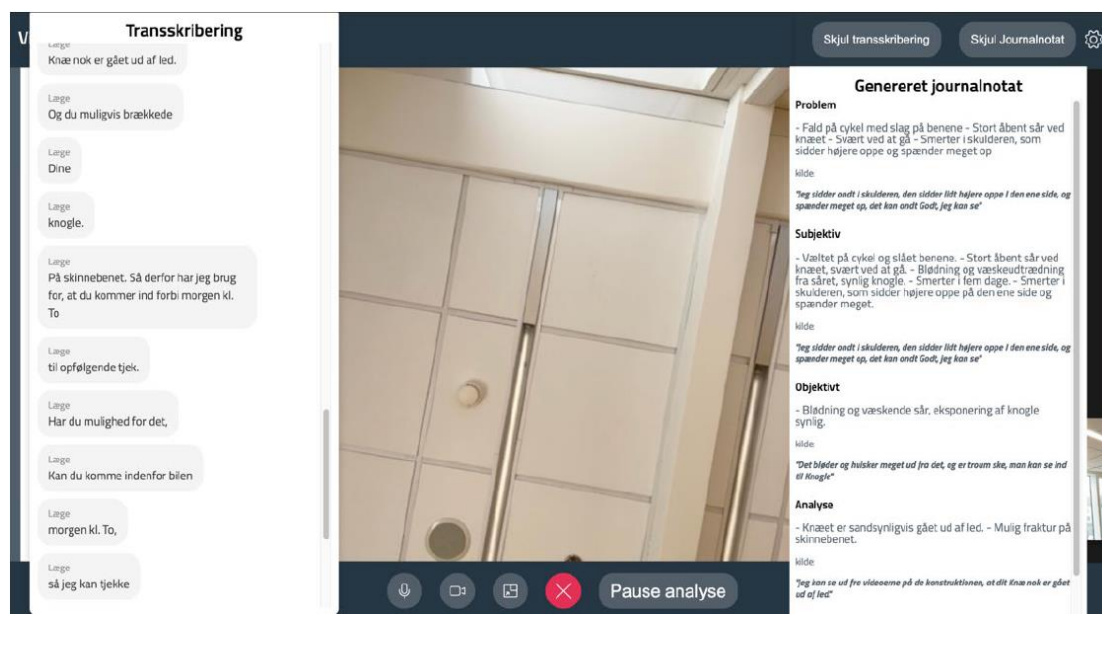 V
Transskribering
Læge
Knæ nok er gået ud af led.
Læge
Og du muligvis brækkede
Læge
Dine
Læge
knogle.
Læge
På skinnebenet. Så derfor har jeg brug
for, at du kommer ind forbi morgen kl.
To
Læge
til opfølgende tjek.
Læge
Har du mulighed for det,
Læge
Kan du komme indenfor bilen
Læge
morgen kl. To,
Læge
så jeg kan tjekke
Pause analyse
Skjul transskribering
Skjul Journalnotat
Genereret journalnotat
Problem
- Fald på cykel med slag på benene - Stort åbent sår ved
knæet - Svært ved at gå - Smerter i skulderen, som
sidder højere oppe og spænder meget op
kilde
"Jeg sidder ondt i skulderen, den sidder lidt højere oppe I den ene side, og
spænder meget op, det kan ondt Godt, jeg kan se"
Subjektiv
- Væltet på cykel og slået benene. - Stort åbent sår ved
knæet, svært ved at gå. - Blødning og væskeudtrædning
fra såret, synlig knogle. - Smerter i fem dage. - Smerter i
skulderen, som sidder højere oppe på den ene side og
spænder meget.
kilde
"Jeg sidder ondt i skulderen, den sidder lidt højere oppe I den ene side, og
spænder meget op, det kan ondt Godt, jeg kan se"
Objektivt
- Blødning og væskende sår, eksponering af knogle
synlig.
kilde
"Det bløder og hulsker meget ud fra det, og er troum ske, man kan se ind
til Knogle"
Analyse
- Knæet er sandsynligvis gået ud af led. - Mulig fraktur på
skinnebenet.
kilde
"Jeg kan se ud fre videoerne på de konstruktionen, at dit Knæ nok er gået
ud af led"